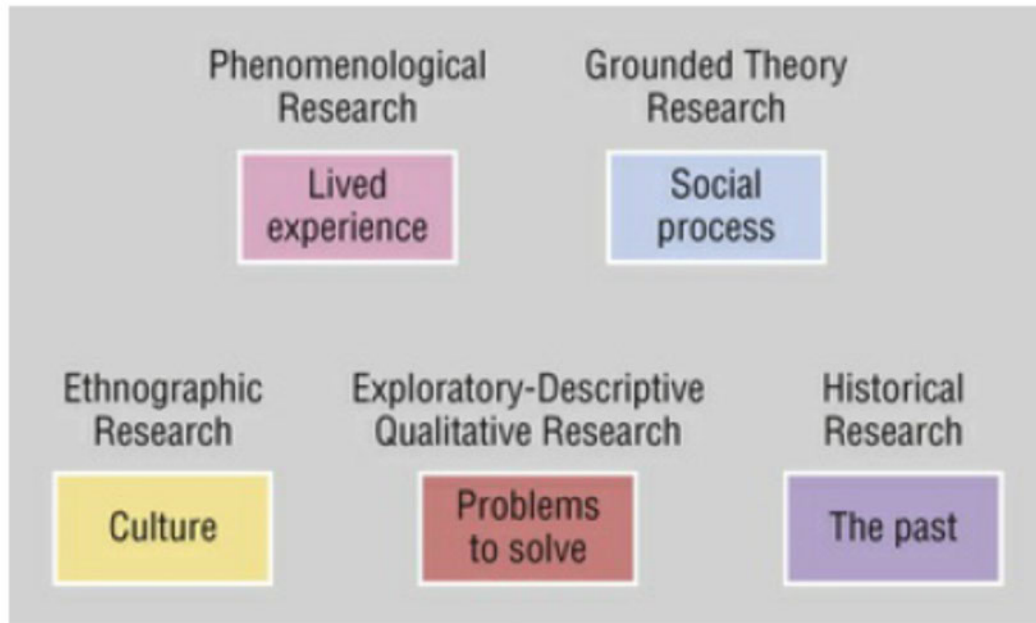 Phenomenological
Research
Lived
experience
Grounded Theory
Research
Social
process
Ethnographic
Research
Culture
Exploratory-Descriptive
Qualitative Research
Problems
to solve
Historical
Research
The past